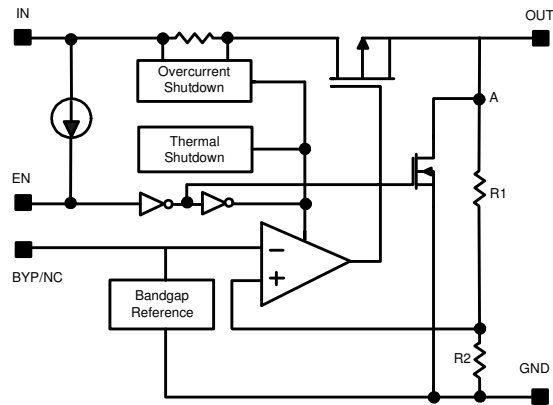 IN
OUT
Overcurrent
Shutdown
A
Thermal
Shutdown
EN
R1
BYP/NC
Bandgap
Reference
R2
GND